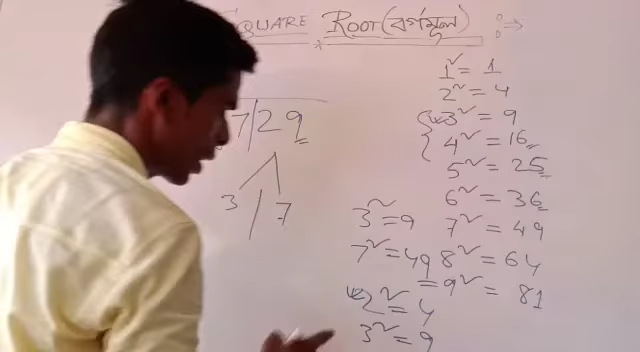 SQUARE ROOT (বর্গমূল) :→
7|29
3 / 7
1² = 1
2² = 4
3² = 9
4² = 16
5² = 25
6² = 36
7² = 49
8² = 64
9² = 81
3² = 9
7² = 49
2² = 4
3² = 9